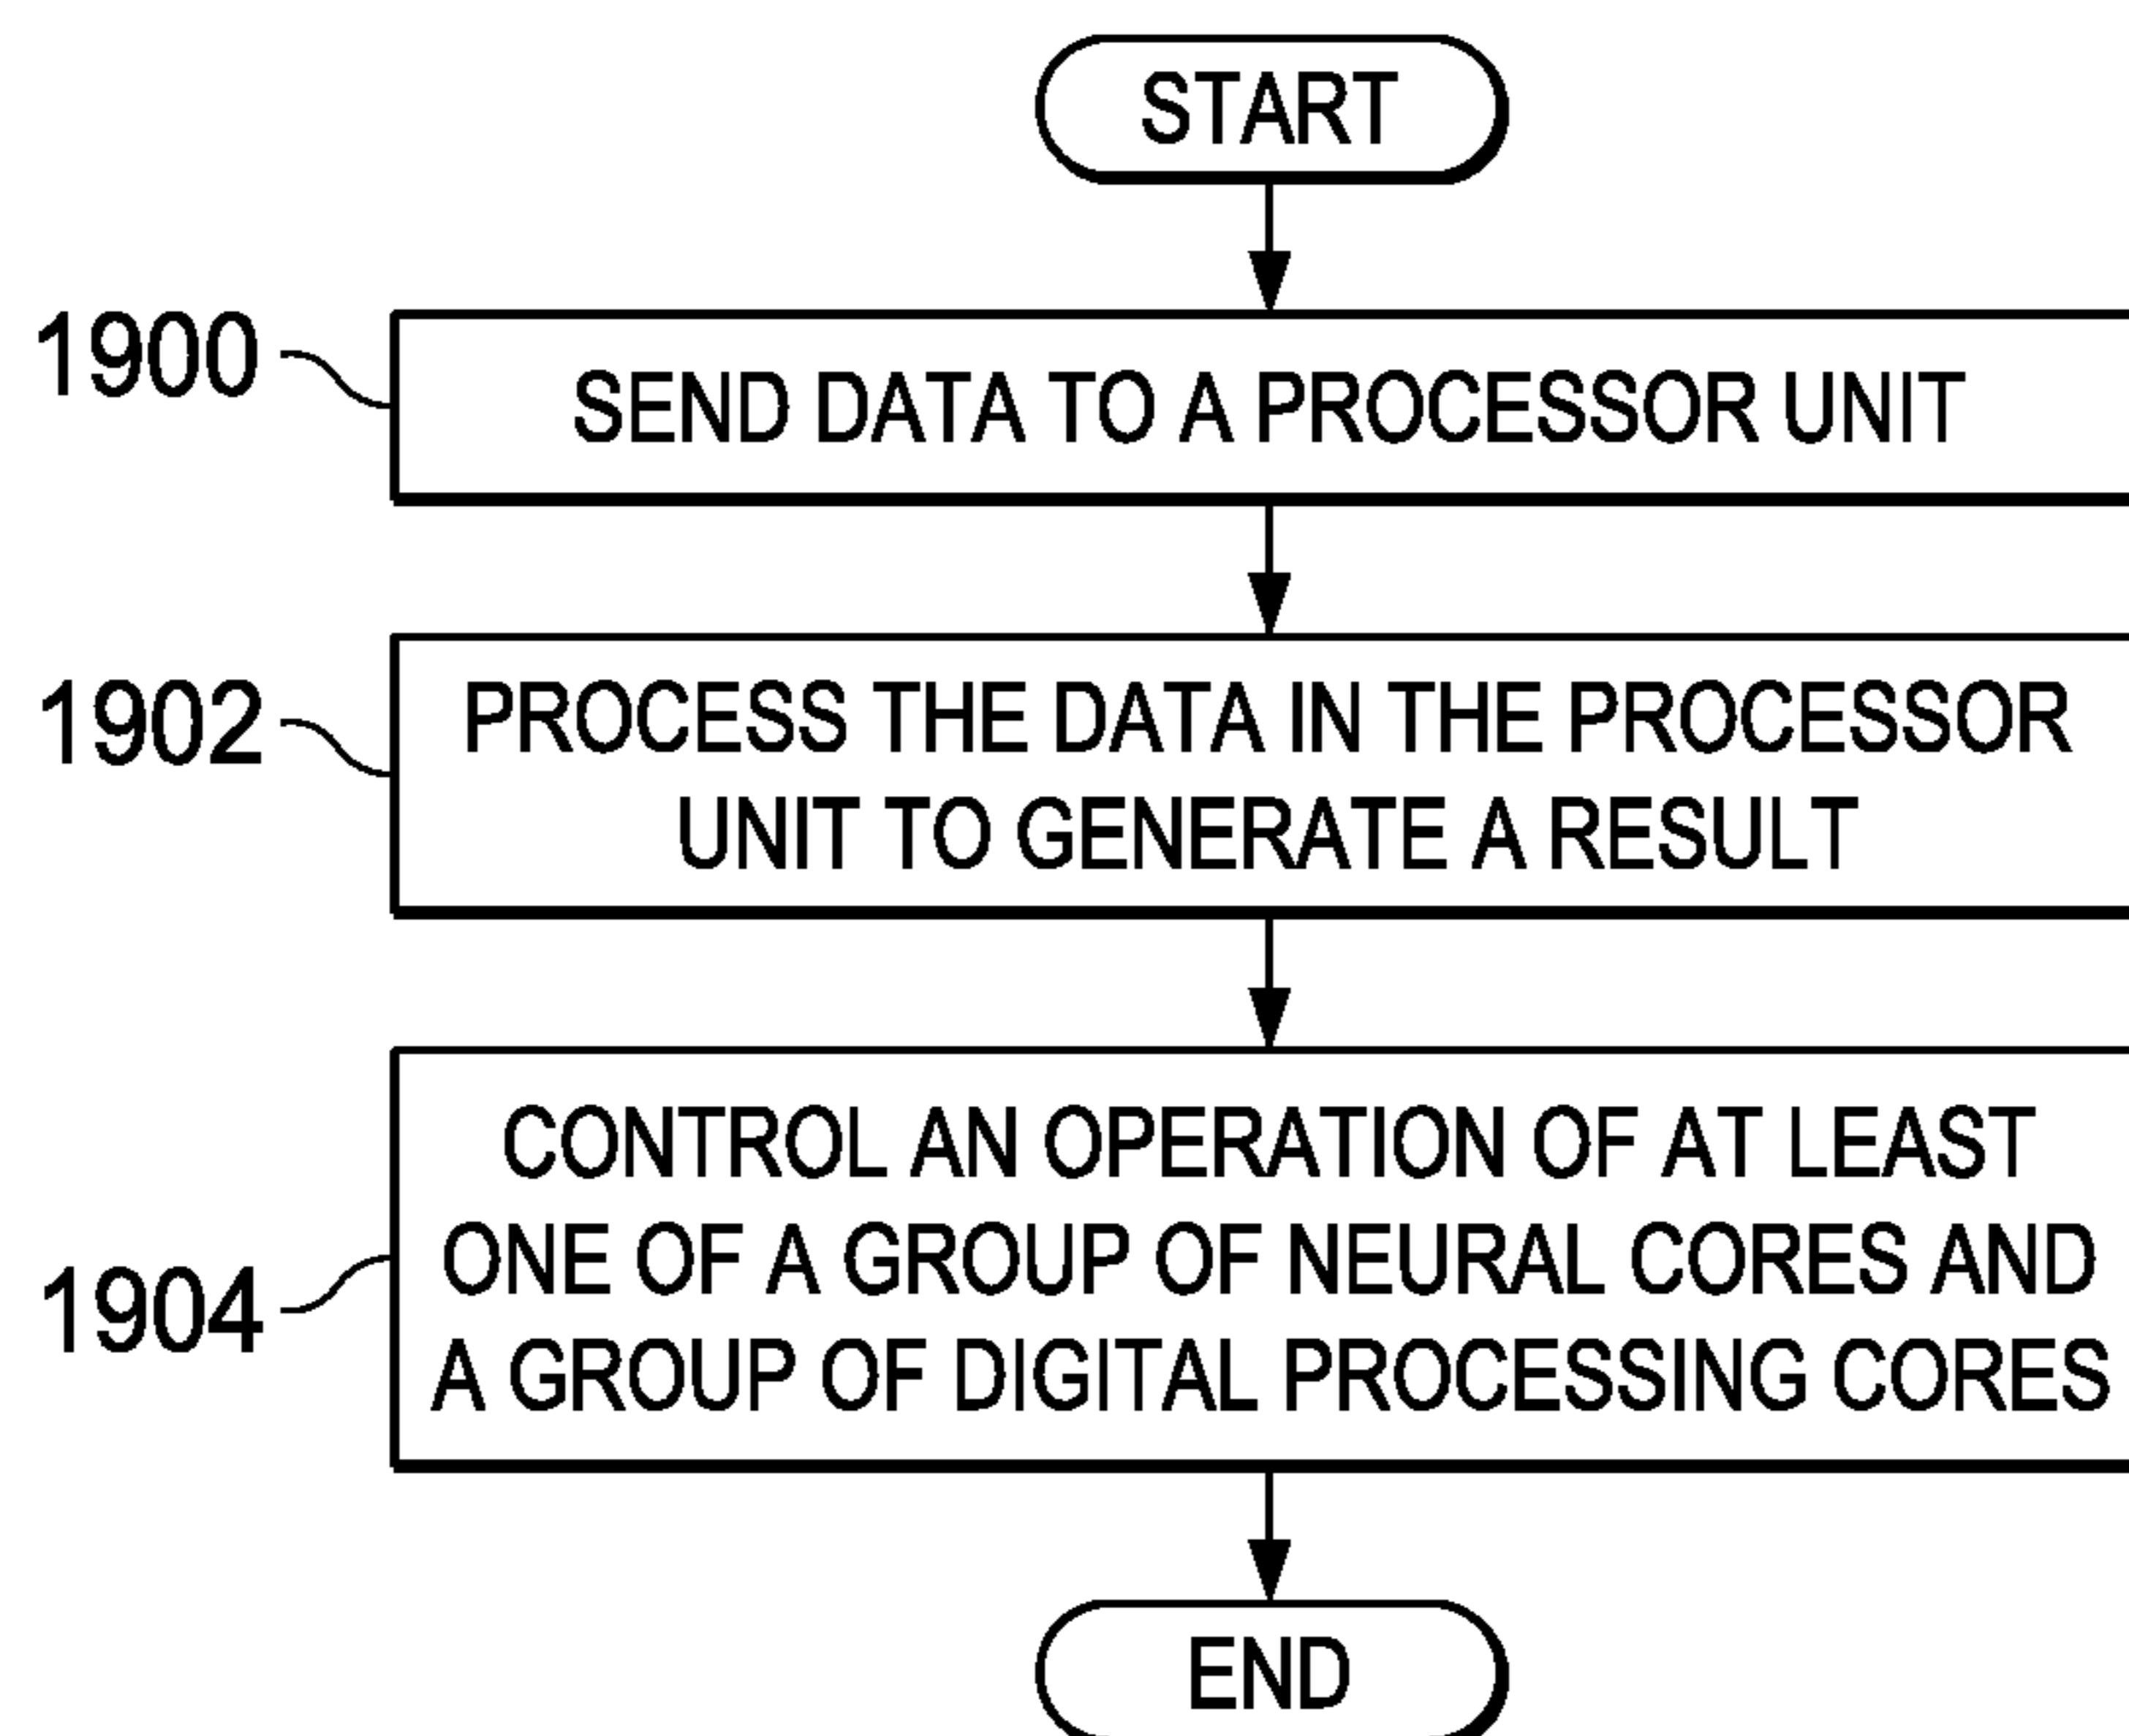 START
1900
SEND DATA TO A PROCESSOR UNIT
1902
PROCESS THE DATA IN THE PROCESSOR
UNIT TO GENERATE A RESULT
CONTROL AN OPERATION OF AT LEAST
ONE OF A GROUP OF NEURAL CORES AND
1904
A GROUP OF DIGITAL PROCESSING CORES
END